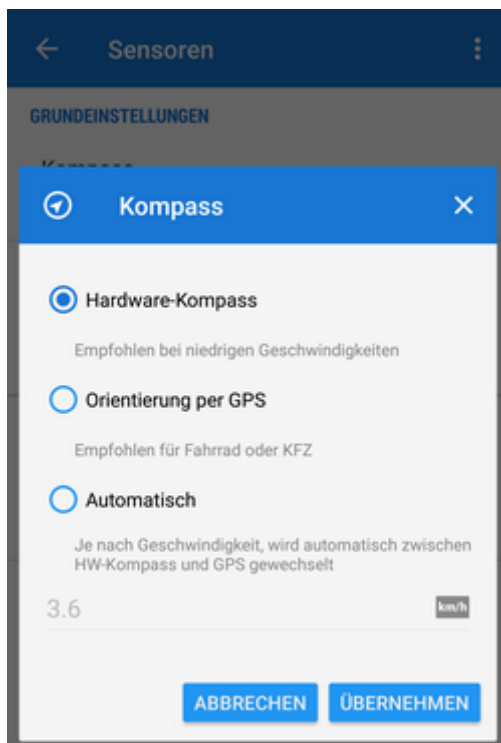 Sensoren
GRUNDEINSTELLUNGEN
Kompass
Kompass
Hardware-Kompass
Empfohlen bei niedrigen Geschwindigkeiten
Orientierung per GPS
Empfohlen für Fahrrad oder KFZ
Automatisch
Je nach Geschwindigkeit, wird automatisch zwischen
HW-Kompass und GPS gewechselt
3.6 km/h
ABBRECHEN ÜBERNEHMEN